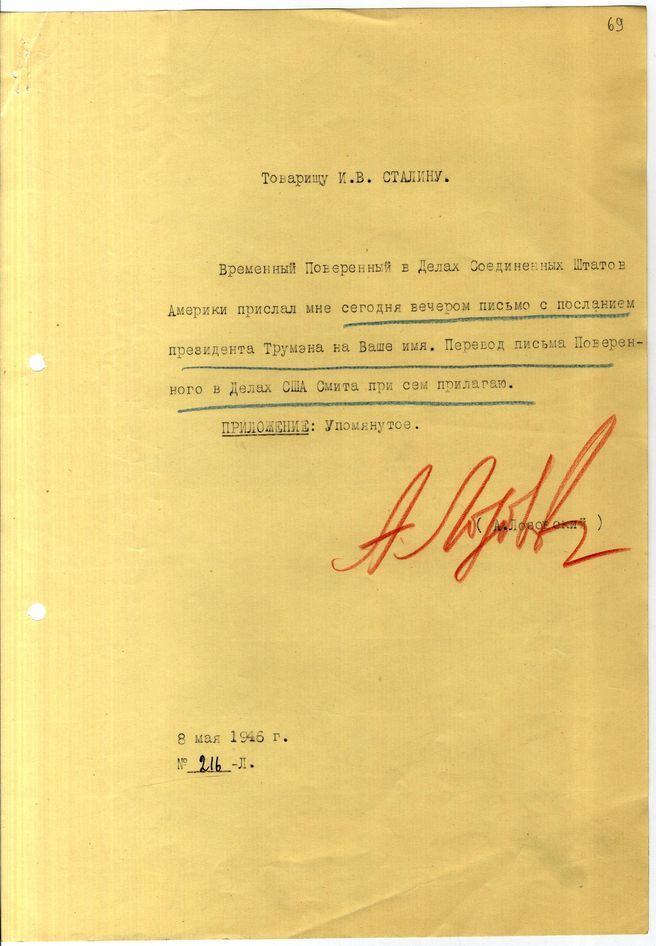 69
Товарищу И.В. СТАЛИНУ.
Временный Поверенный в Делах Соединенных Штатов
Америки прислал мне сегодня вечером письмо с посланием
президента Трумэна на Ваше имя. Перевод письма Поверен-
ного в Делах США Смита при сем прилагаю.
ПРИЛОЖЕНИЕ: Упомянутое.
А. Лозовский
( А.Лозовский )
8 мая 1946 г.
№ 216-Л.